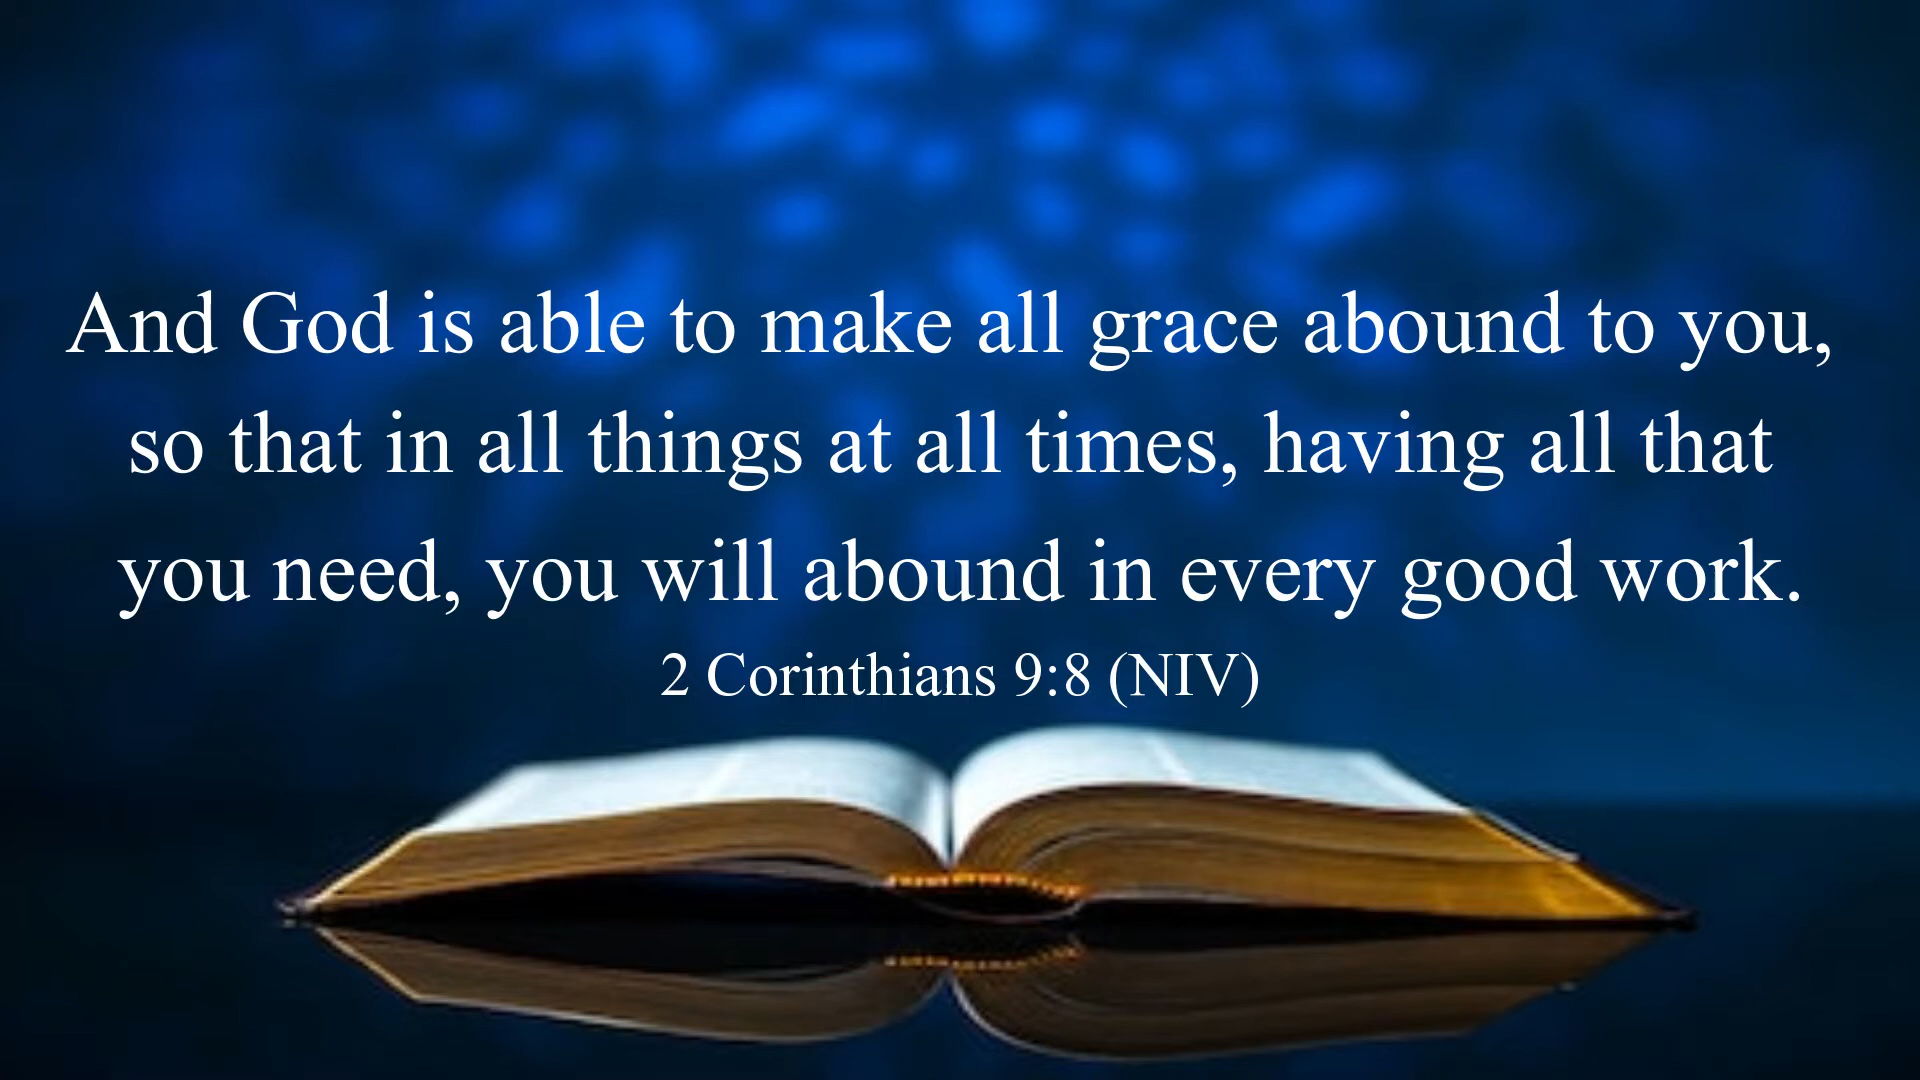 And God is able to make all grace abound to you,
so that in all things at all times, having all that
you need, you will abound in every good work.
2 Corinthians 9:8 (NIV)